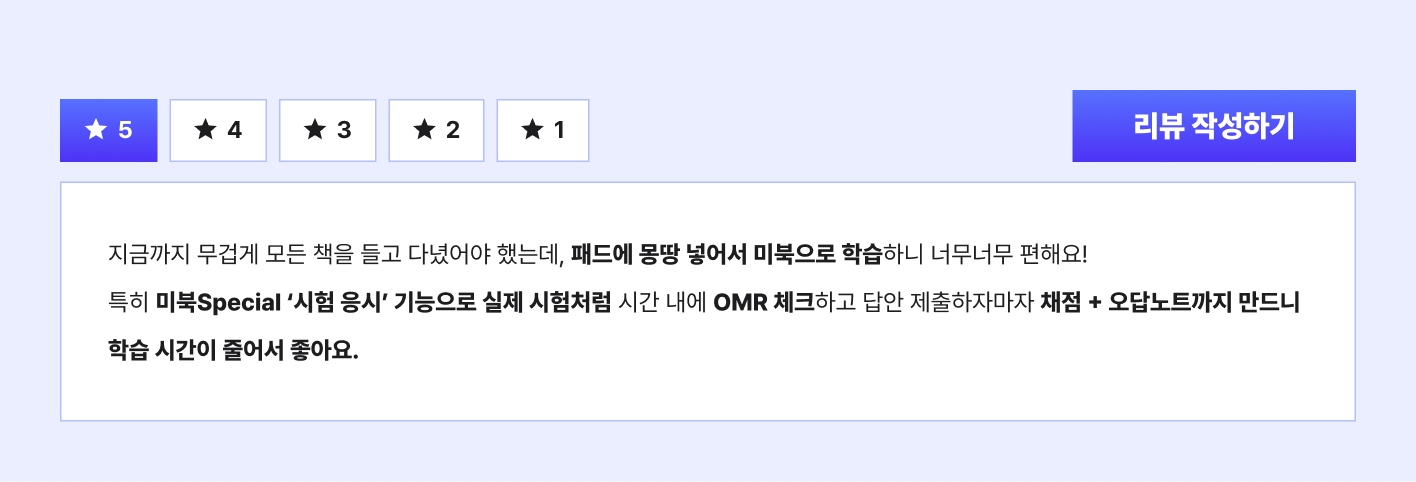 ★ 5 ★ 4 ★ 3 ★ 2 ★ 1 리뷰 작성하기
지금까지 무겁게 모든 책을 들고 다녔어야 했는데, 패드에 몽땅 넣어서 미북으로 학습하니 너무너무 편해요!
특히 미북Special ‘시험 응시’ 기능으로 실제 시험처럼 시간 내에 OMR 체크하고 답안 제출하자마자 채점 + 오답노트까지 만드니
학습 시간이 줄어서 좋아요.